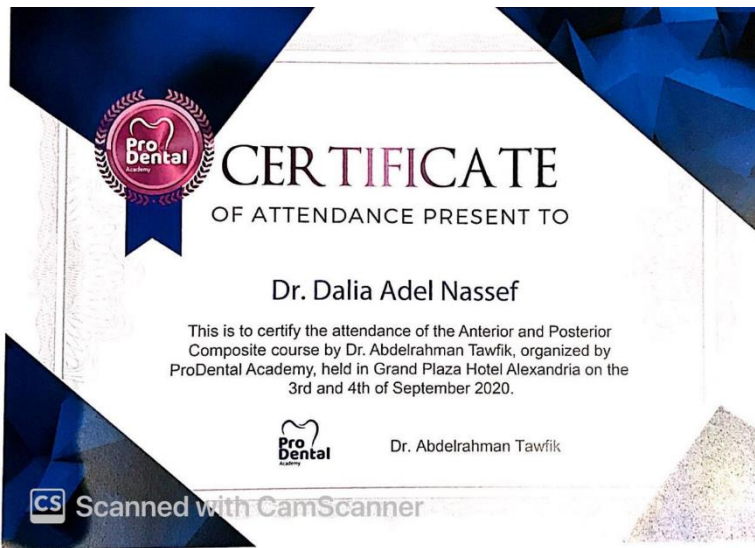 Pro
Dental
Academy
CERTIFICATE
OF ATTENDANCE PRESENT TO
Dr. Dalia Adel Nassef
This is to certify the attendance of the Anterior and Posterior
Composite course by Dr. Abdelrahman Tawfik, organized by
ProDental Academy, held in Grand Plaza Hotel Alexandria on the
3rd and 4th of September 2020.
Pro
Dental
Academy
Dr. Abdelrahman Tawfik
CS Scanned with CamScanner